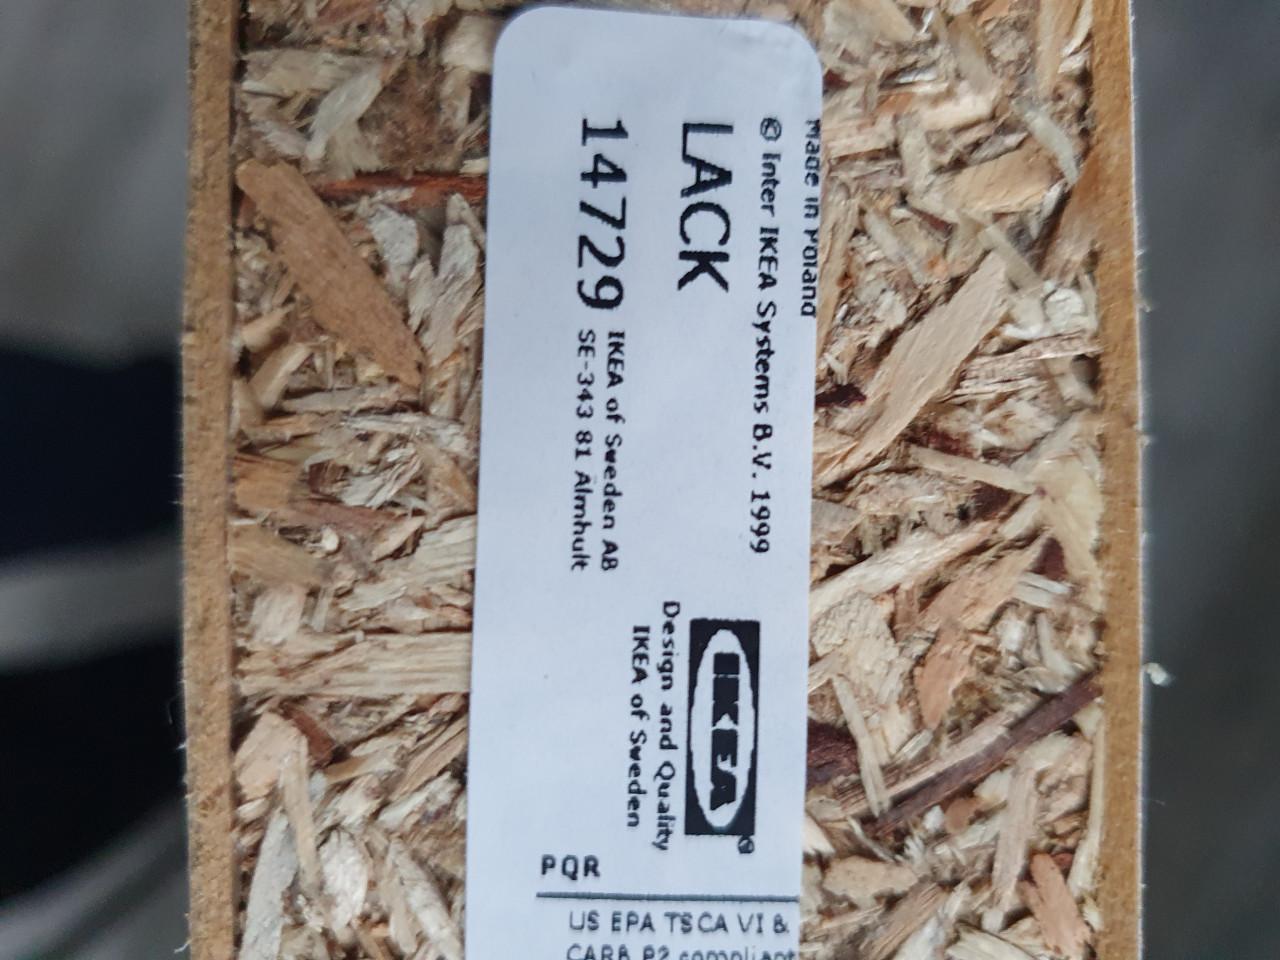 Made in Poland
© Inter IKEA Systems B.V. 1999
LACK
14729
IKEA of Sweden AB
SE-343 81 Älmhult
IKEA®
Design and Quality
IKEA of Sweden
PQR
US EPA TSCA VI &
CARB P2 compliant